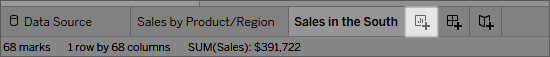 Data Source Sales by Product/Region Sales in the South
68 marks 1 row by 68 columns SUM(Sales): $391,722